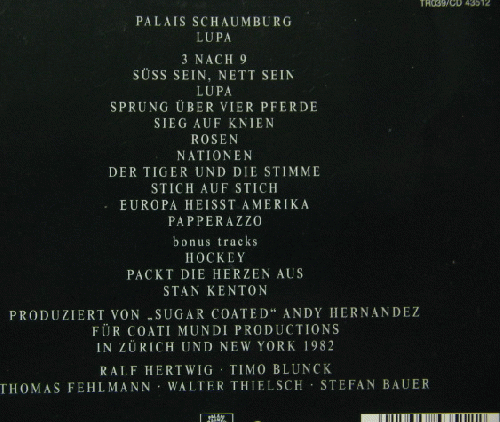 TR039/CD 43512
PALAIS SCHAUMBURG
LUPA
3 NACH 9
SÜSS SEIN, NETT SEIN
LUPA
SPRUNG ÜBER VIER PFERDE
SIEG AUF KNIEN
ROSEN
NATIONEN
DER TIGER UND DIE STIMME
STICH AUF STICH
EUROPA HEISST AMERIKA
PAPPERAZZO
bonus tracks
HOCKEY
PACKT DIE HERZEN AUS
STAN KENTON
PRODUZIERT VON „SUGAR COATED" ANDY HERNANDEZ
FÜR COATI MUNDI PRODUCTIONS
IN ZÜRICH UND NEW YORK 1982
RALF HERTWIG · TIMO BLUNCK
THOMAS FEHLMANN · WALTER THIELSCH · STEFAN BAUER